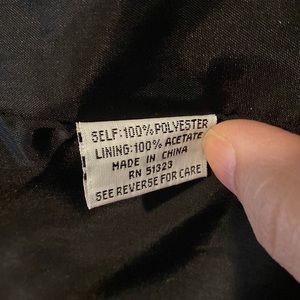 SELF:100% POLYESTER
LINING:100% ACETATE
MADE IN CHINA
RN 51323
SEE REVERSE FOR CARE